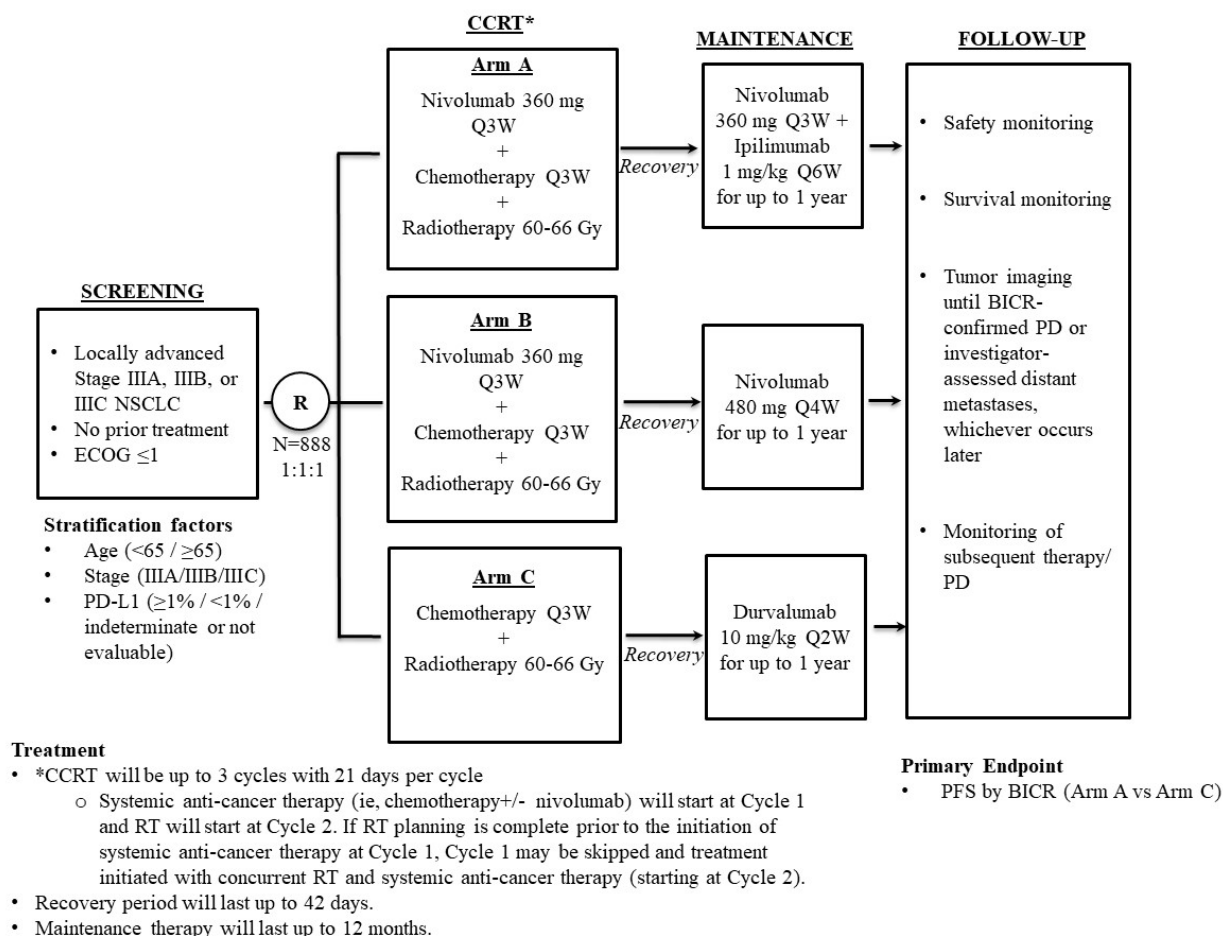 SCREENING
• Locally advanced
Stage IIIA, IIIB, or
IIIC NSCLC
• No prior treatment
• ECOG ≤1
Stratification factors
• Age (<65 / ≥65)
• Stage (IIIA/IIIB/IIIC)
• PD-L1 (≥1% / <1% /
indeterminate or not
evaluable)
R
N=888
1:1:1
CCRT*
Arm A
Nivolumab 360 mg
Q3W
+
Chemotherapy Q3W
+
Radiotherapy 60-66 Gy
Recovery
Arm B
Nivolumab 360 mg
Q3W
+
Chemotherapy Q3W
+
Radiotherapy 60-66 Gy
Recovery
Arm C
Chemotherapy Q3W
+
Radiotherapy 60-66 Gy
Recovery
MAINTENANCE
Nivolumab
360 mg Q3W +
Ipilimumab
1 mg/kg Q6W
for up to 1 year
Nivolumab
480 mg Q4W
for up to 1 year
Durvalumab
10 mg/kg Q2W
for up to 1 year
FOLLOW-UP
• Safety monitoring
• Survival monitoring
• Tumor imaging
until BICR-
confirmed PD or
investigator-
assessed distant
metastases,
whichever occurs
later
• Monitoring of
subsequent therapy/
PD
Treatment
• *CCRT will be up to 3 cycles with 21 days per cycle
o Systemic anti-cancer therapy (ie, chemotherapy+/- nivolumab) will start at Cycle 1
and RT will start at Cycle 2. If RT planning is complete prior to the initiation of
systemic anti-cancer therapy at Cycle 1, Cycle 1 may be skipped and treatment
initiated with concurrent RT and systemic anti-cancer therapy (starting at Cycle 2).
• Recovery period will last up to 42 days.
• Maintenance therapy will last up to 12 months.
Primary Endpoint
• PFS by BICR (Arm A vs Arm C)